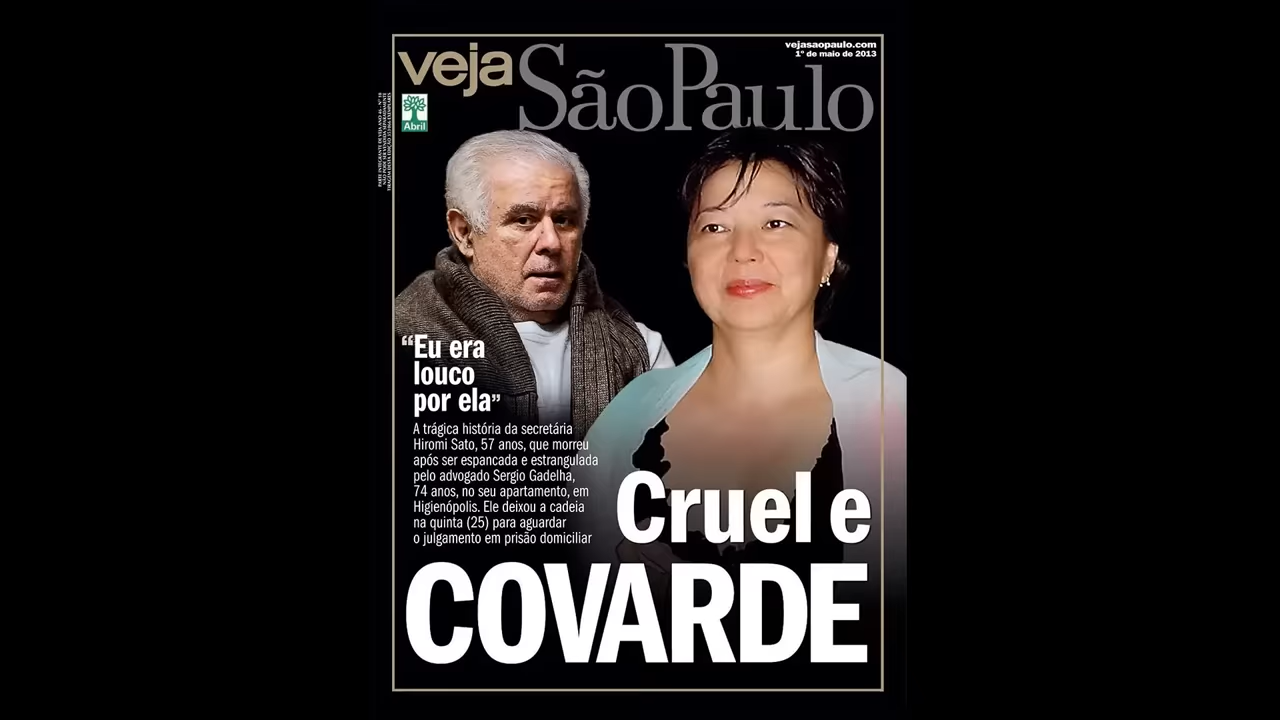 veja São Paulo
vejasaopaulo.com
1º de maio de 2013
Abril
“Eu era
louco
por ela”
A trágica história da secretária
Hiromi Sato, 57 anos, que morreu
após ser espancada e estrangulada
pelo advogado Sergio Gadelha,
74 anos, no seu apartamento, em
Higienópolis. Ele deixou a cadeia
na quinta (25) para aguardar
o julgamento em prisão domiciliar
Cruel e
COVARDE